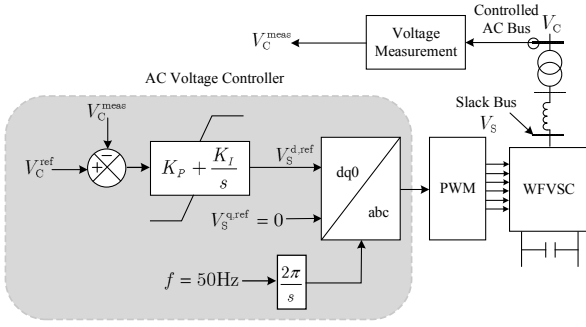 Controlled
AC Bus
V_C
Voltage
Measurement
V_C^meas
AC Voltage Controller
Slack Bus
V_S
V_C^meas
V_C^ref
+
−
K_P + K_I / s
V_S^d,ref
V_S^q,ref = 0
dq0
abc
PWM
WFVSC
f = 50Hz
2π / s